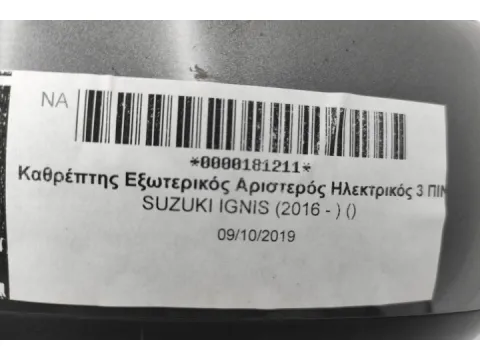 NA
*0000181211*
Καθρέπτης Εξωτερικός Αριστερός Ηλεκτρικός 3 ΠΙΝ
SUZUKI IGNIS (2016 - ) ()
09/10/2019